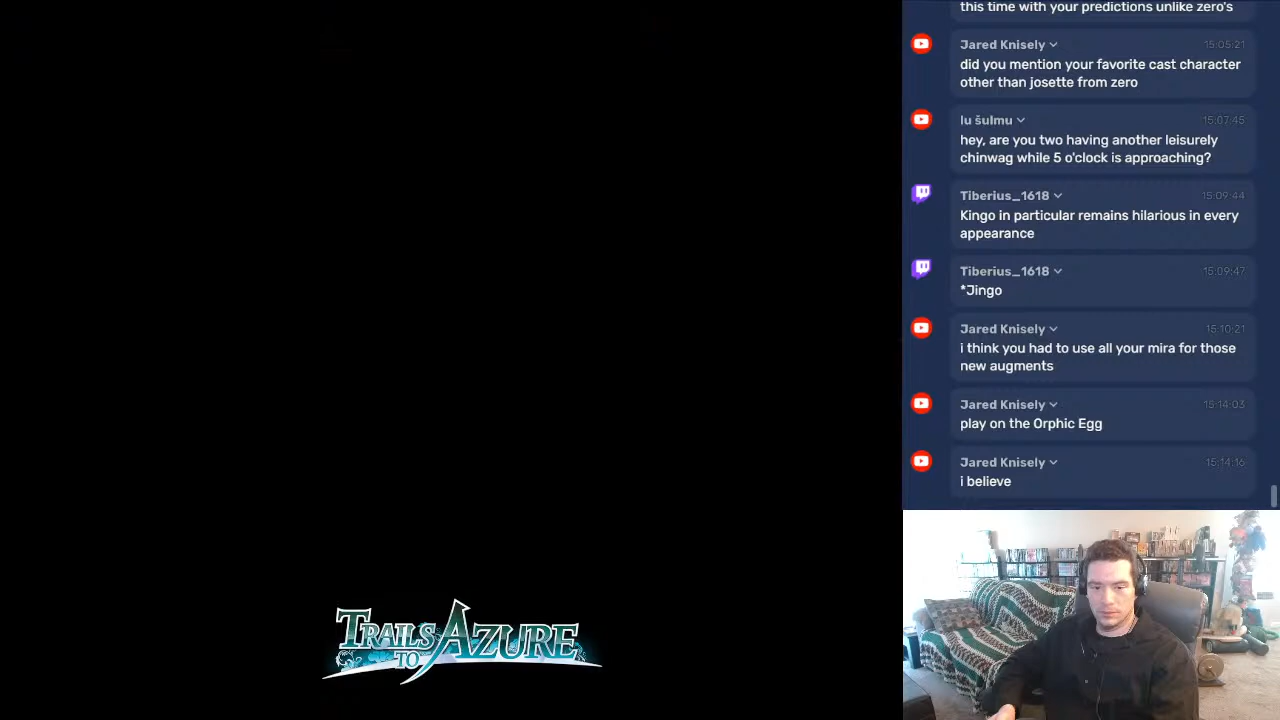 this time with your predictions unlike zero's
Jared Knisely 15:05:21
did you mention your favorite cast character
other than josette from zero
lu šulmu 15:07:45
hey, are you two having another leisurely
chinwag while 5 o'clock is approaching?
Tiberius_1618 15:09:44
Kingo in particular remains hilarious in every
appearance
Tiberius_1618 15:09:47
*Jingo
Jared Knisely 15:10:21
i think you had to use all your mira for those
new augments
Jared Knisely 15:14:03
play on the Orphic Egg
Jared Knisely 15:14:16
i believe
TRAILS
TO AZURE